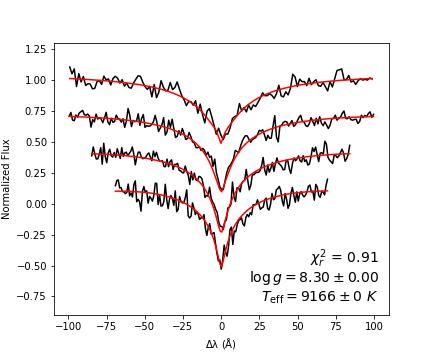 1.25
1.00
0.75
0.50
0.25
0.00
−0.25
−0.50
−0.75
Normalized Flux
χ²ᵣ = 0.91
log g = 8.30 ± 0.00
T_eff = 9166 ± 0 K
−100 −75 −50 −25 0 25 50 75 100
Δλ (Å)